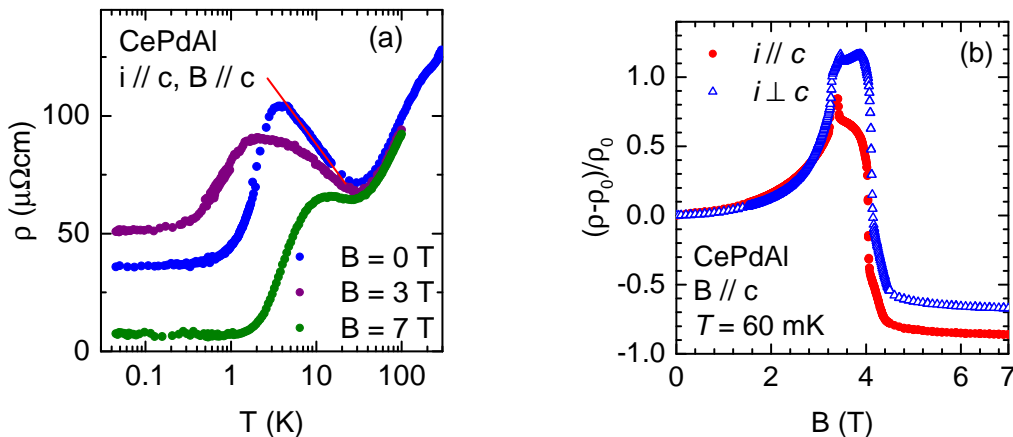 (a)
CePdAl
i // c, B // c
100
50
0
ρ (μΩcm)
B = 0 T
B = 3 T
B = 7 T
0.1 1 10 100
T (K)
(b)
i // c
i ⊥ c
1.0
0.5
0.0
-0.5
-1.0
(ρ-ρ0)/ρ0
CePdAl
B // c
T = 60 mK
0 2 4 6 7
B (T)